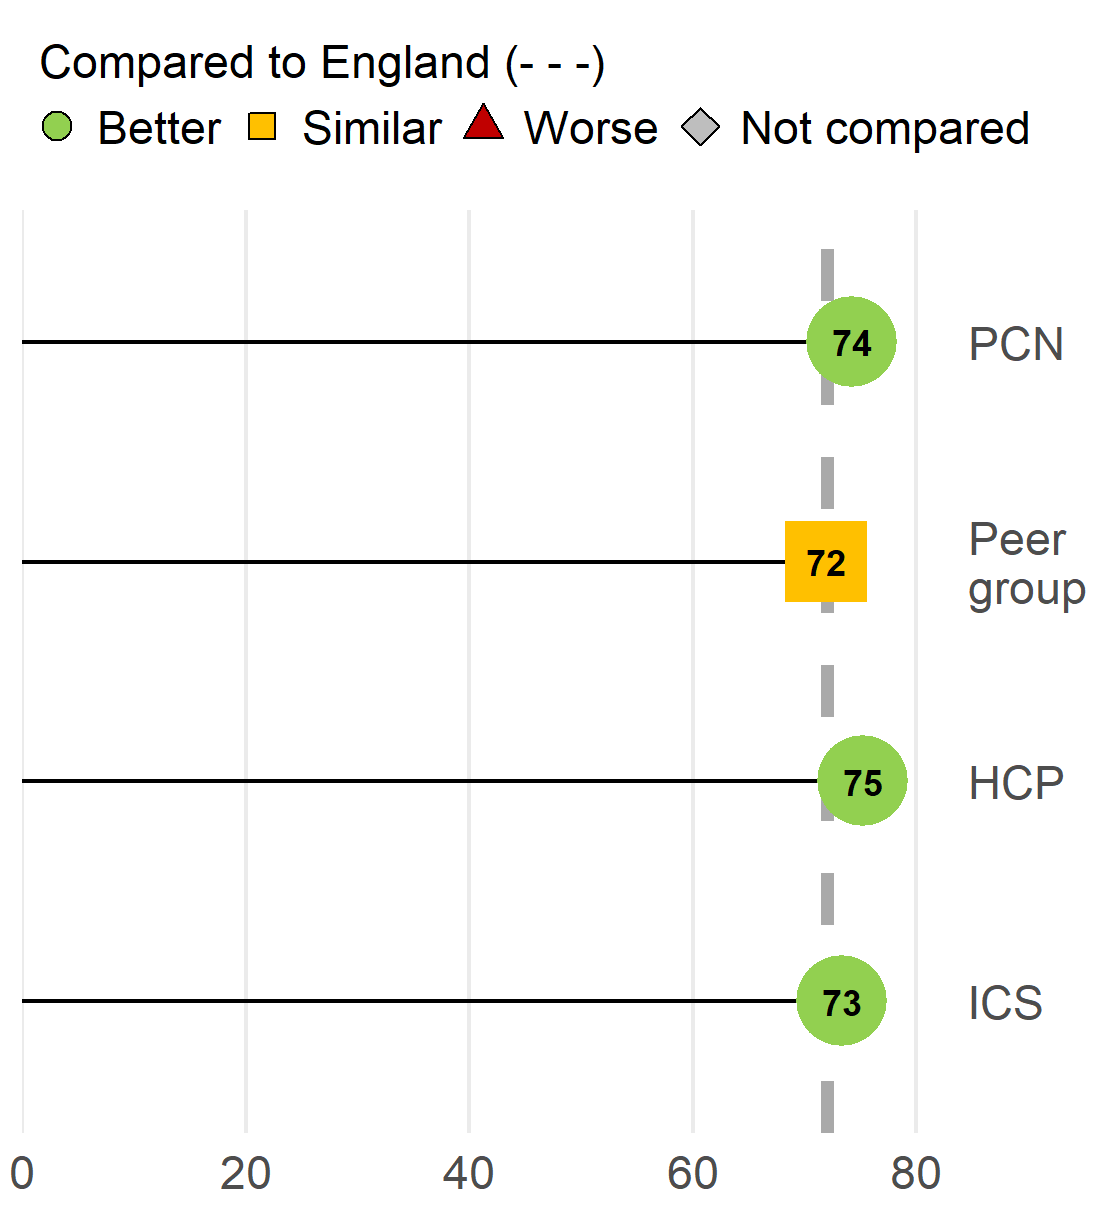 Compared to England (- - -)
Better Similar Worse Not compared
74 PCN
72 Peer
group
75 HCP
73 ICS
0 20 40 60 80